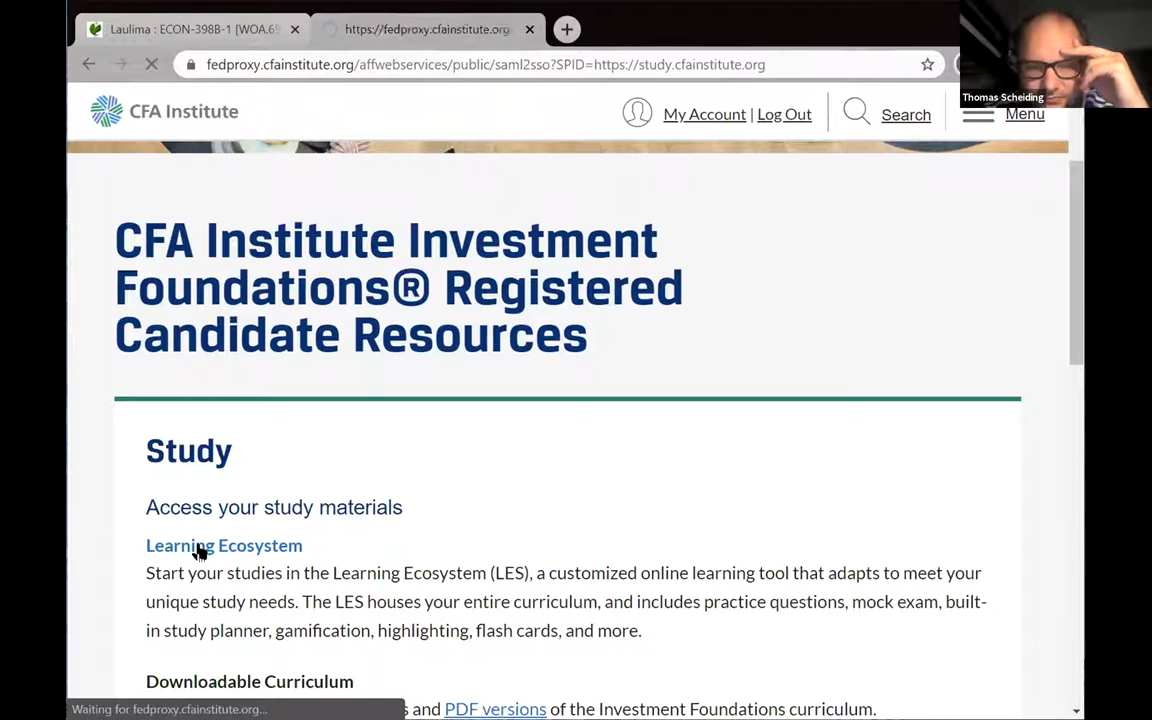 Laulima : ECON-398B-1 [WOA.69
https://fedproxy.cfainstitute.org
fedproxy.cfainstitute.org/affwebservices/public/saml2sso?SPID=https://study.cfainstitute.org
Thomas Scheiding
CFA Institute
My Account | Log Out
Search
Menu
CFA Institute Investment
Foundations® Registered
Candidate Resources
Study
Access your study materials
Learning Ecosystem
Start your studies in the Learning Ecosystem (LES), a customized online learning tool that adapts to meet your
unique study needs. The LES houses your entire curriculum, and includes practice questions, mock exam, built-
in study planner, gamification, highlighting, flash cards, and more.
Downloadable Curriculum
Waiting for fedproxy.cfainstitute.org...
s and PDF versions of the Investment Foundations curriculum.